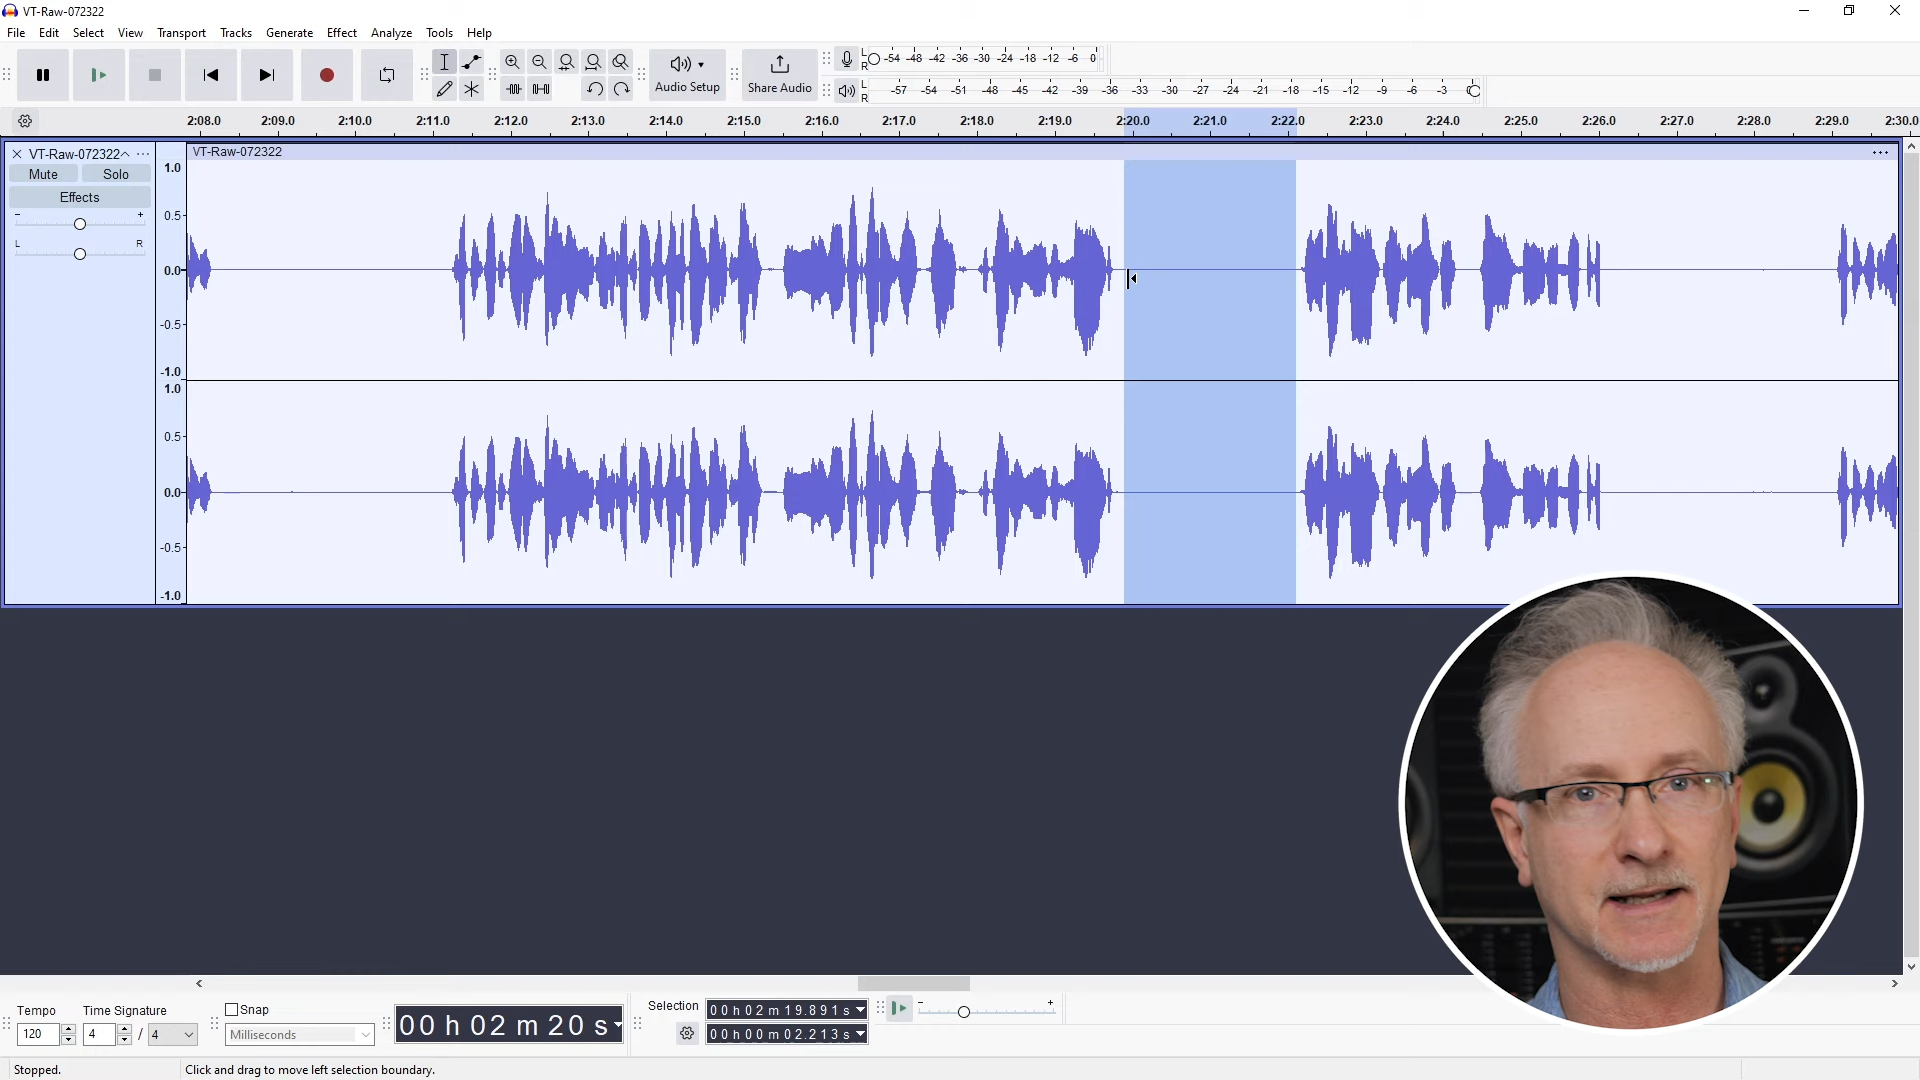 VT-Raw-072322
File Edit Select View Transport Tracks Generate Effect Analyze Tools Help
Audio Setup
Share Audio
L
R
-54 -48 -42 -36 -30 -24 -18 -12 -6 0
L
R
-57 -54 -51 -48 -45 -42 -39 -36 -33 -30 -27 -24 -21 -18 -15 -12 -9 -6 -3 0
2:08.0 2:09.0 2:10.0 2:11.0 2:12.0 2:13.0 2:14.0 2:15.0 2:16.0 2:17.0 2:18.0 2:19.0 2:20.0 2:21.0 2:22.0 2:23.0 2:24.0 2:25.0 2:26.0 2:27.0 2:28.0 2:29.0 2:30.0
VT-Raw-072322
VT-Raw-072322
Mute Solo
Effects
- +
L R
1.0
0.5
0.0
-0.5
-1.0
1.0
0.5
0.0
-0.5
-1.0
Tempo
120
Time Signature
4 / 4
Snap
Milliseconds
00 h 02 m 20 s
Selection
00 h 02 m 19.891 s
00 h 00 m 02.213 s
- +
Stopped.
Click and drag to move left selection boundary.